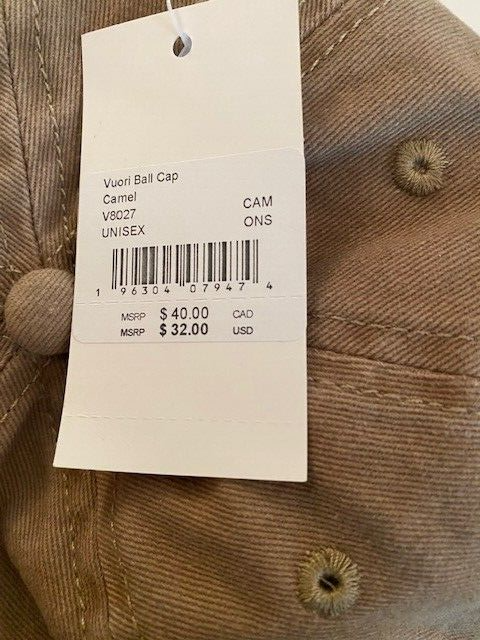 Vuori Ball Cap
Camel
V8027 CAM
UNISEX ONS
1 96304 07947 4
MSRP $ 40.00 CAD
MSRP $ 32.00 USD